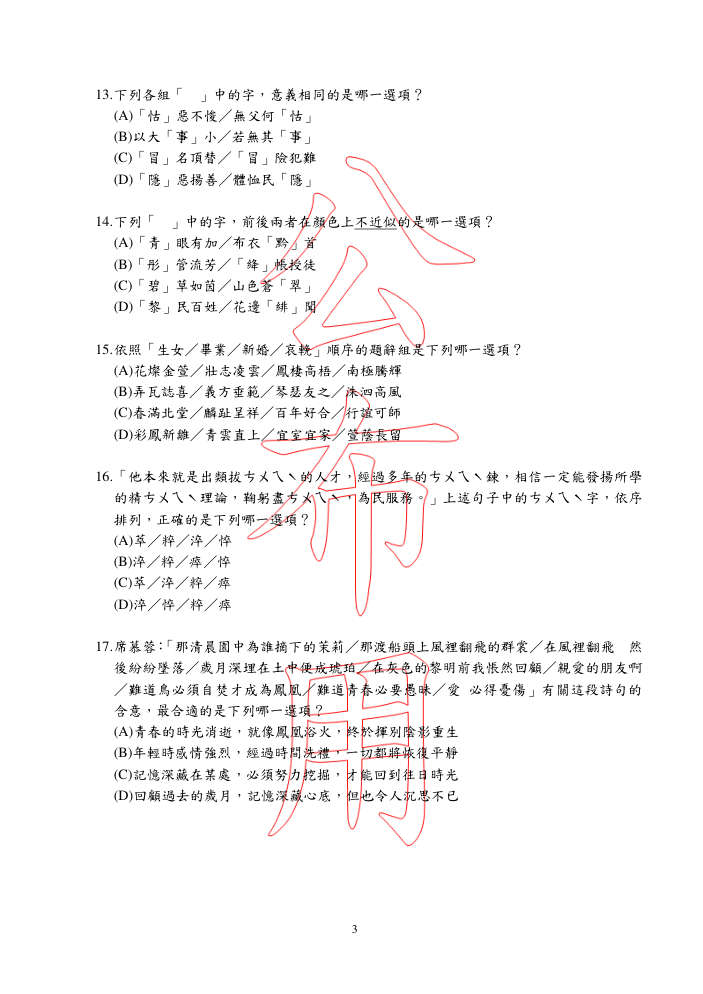 13.下列各組「　」中的字，意義相同的是哪一選項？
(A)「怙」惡不悛／無父何「怙」
(B)以大「事」小／若無其「事」
(C)「冒」名頂替／「冒」險犯難
(D)「隱」惡揚善／體恤民「隱」
14.下列「　」中的字，前後兩者在顏色上不近似的是哪一選項？
(A)「青」眼有加／布衣「黔」首
(B)「彤」管流芳／「絳」帳授徒
(C)「碧」草如茵／山色蒼「翠」
(D)「黎」民百姓／花邊「緋」聞
15.依照「生女／畢業／新婚／哀輓」順序的題辭組是下列哪一選項？
(A)花燦金萱／壯志凌雲／鳳棲高梧／南極騰輝
(B)弄瓦誌喜／義方垂範／琴瑟友之／洙泗高風
(C)春滿北堂／麟趾呈祥／百年好合／行誼可師
(D)彩鳳新雛／青雲直上／宜室宜家／萱蔭長留
16.「他本來就是出類拔ㄘㄨㄟˋ的人才，經過多年的ㄘㄨㄟˋ鍊，相信一定能發揚所學
的精ㄘㄨㄟˋ理論，鞠躬盡ㄘㄨㄟˋ，為民服務。」上述句子中的ㄘㄨㄟˋ字，依序
排列，正確的是下列哪一選項？
(A)萃／粹／淬／悴
(B)淬／粹／瘁／悴
(C)萃／淬／粹／瘁
(D)淬／悴／粹／瘁
17.席慕蓉：「那清晨園中為誰摘下的茉莉／那渡船頭上風裡翻飛的群裳／在風裡翻飛　然
後紛紛墜落／歲月深埋在土中便成琥珀／在灰色的黎明前我悵然回顧／親愛的朋友啊
／難道鳥必須自焚才成為鳳凰／難道青春必要愚昧／愛 必得憂傷」有關這段詩句的
含意，最合適的是下列哪一選項？
(A)青春的時光消逝，就像鳳凰浴火，終於揮別陰影重生
(B)年輕時感情強烈，經過時間洗禮，一切都將恢復平靜
(C)記憶深藏在某處，必須努力挖掘，才能回到往日時光
(D)回顧過去的歲月，記憶深藏心底，但也令人沉思不已
公布用
3